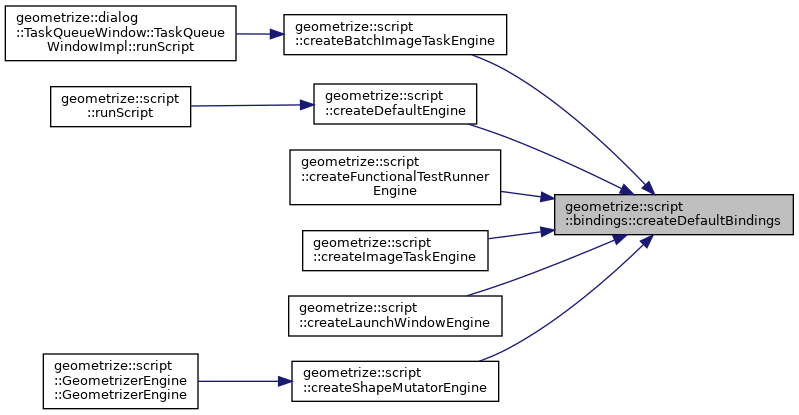 geometrize::dialog
::TaskQueueWindow::TaskQueue
WindowImpl::runScript
geometrize::script
::createBatchImageTaskEngine
geometrize::script
::runScript
geometrize::script
::createDefaultEngine
geometrize::script
::createFunctionalTestRunner
Engine
geometrize::script
::bindings::createDefaultBindings
geometrize::script
::createImageTaskEngine
geometrize::script
::createLaunchWindowEngine
geometrize::script
::GeometrizerEngine
::GeometrizerEngine
geometrize::script
::createShapeMutatorEngine